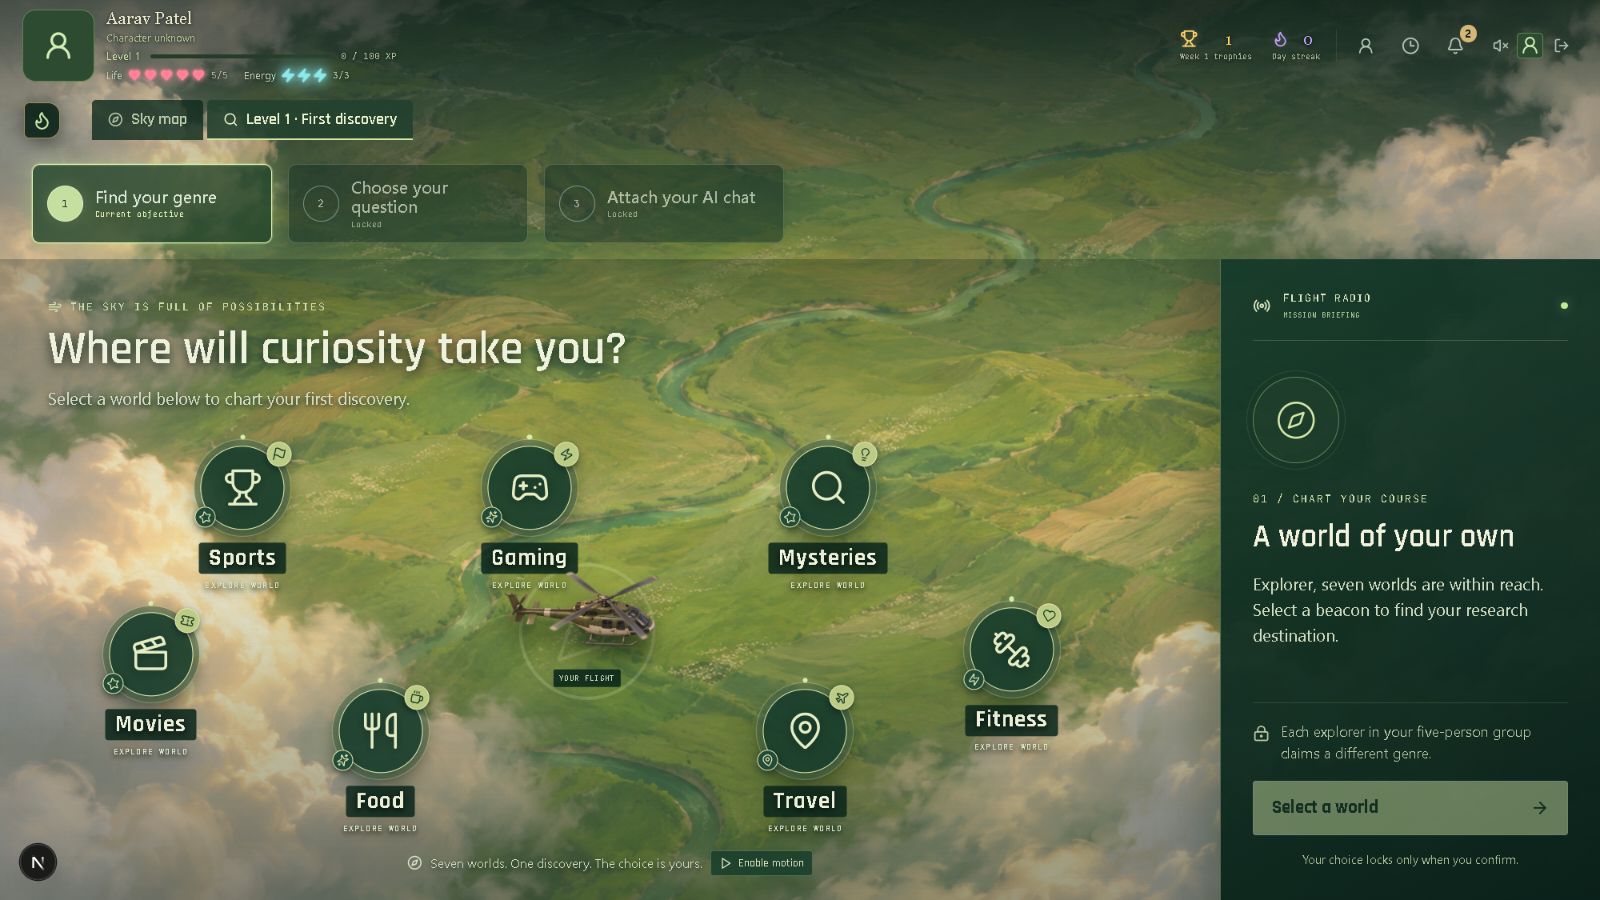 Aarav Patel
Character unknown
Level 1
0 / 100 XP
Life
5/5
Energy
3/3
1
Week 1 trophies
0
Day streak
2
Sky map
Level 1 · First discovery
1
Find your genre
Current objective
2
Choose your
question
Locked
3
Attach your AI chat
Locked
THE SKY IS FULL OF POSSIBILITIES
Where will curiosity take you?
Select a world below to chart your first discovery.
Sports
EXPLORE WORLD
Gaming
EXPLORE WORLD
Mysteries
EXPLORE WORLD
Movies
EXPLORE WORLD
YOUR FLIGHT
Fitness
EXPLORE WORLD
Food
EXPLORE WORLD
Travel
EXPLORE WORLD
Seven worlds. One discovery. The choice is yours.
Enable motion
N
FLIGHT RADIO
MISSION BRIEFING
01 / CHART YOUR COURSE
A world of your own
Explorer, seven worlds are within reach.
Select a beacon to find your research
destination.
Each explorer in your five-person group
claims a different genre.
Select a world
Your choice locks only when you confirm.